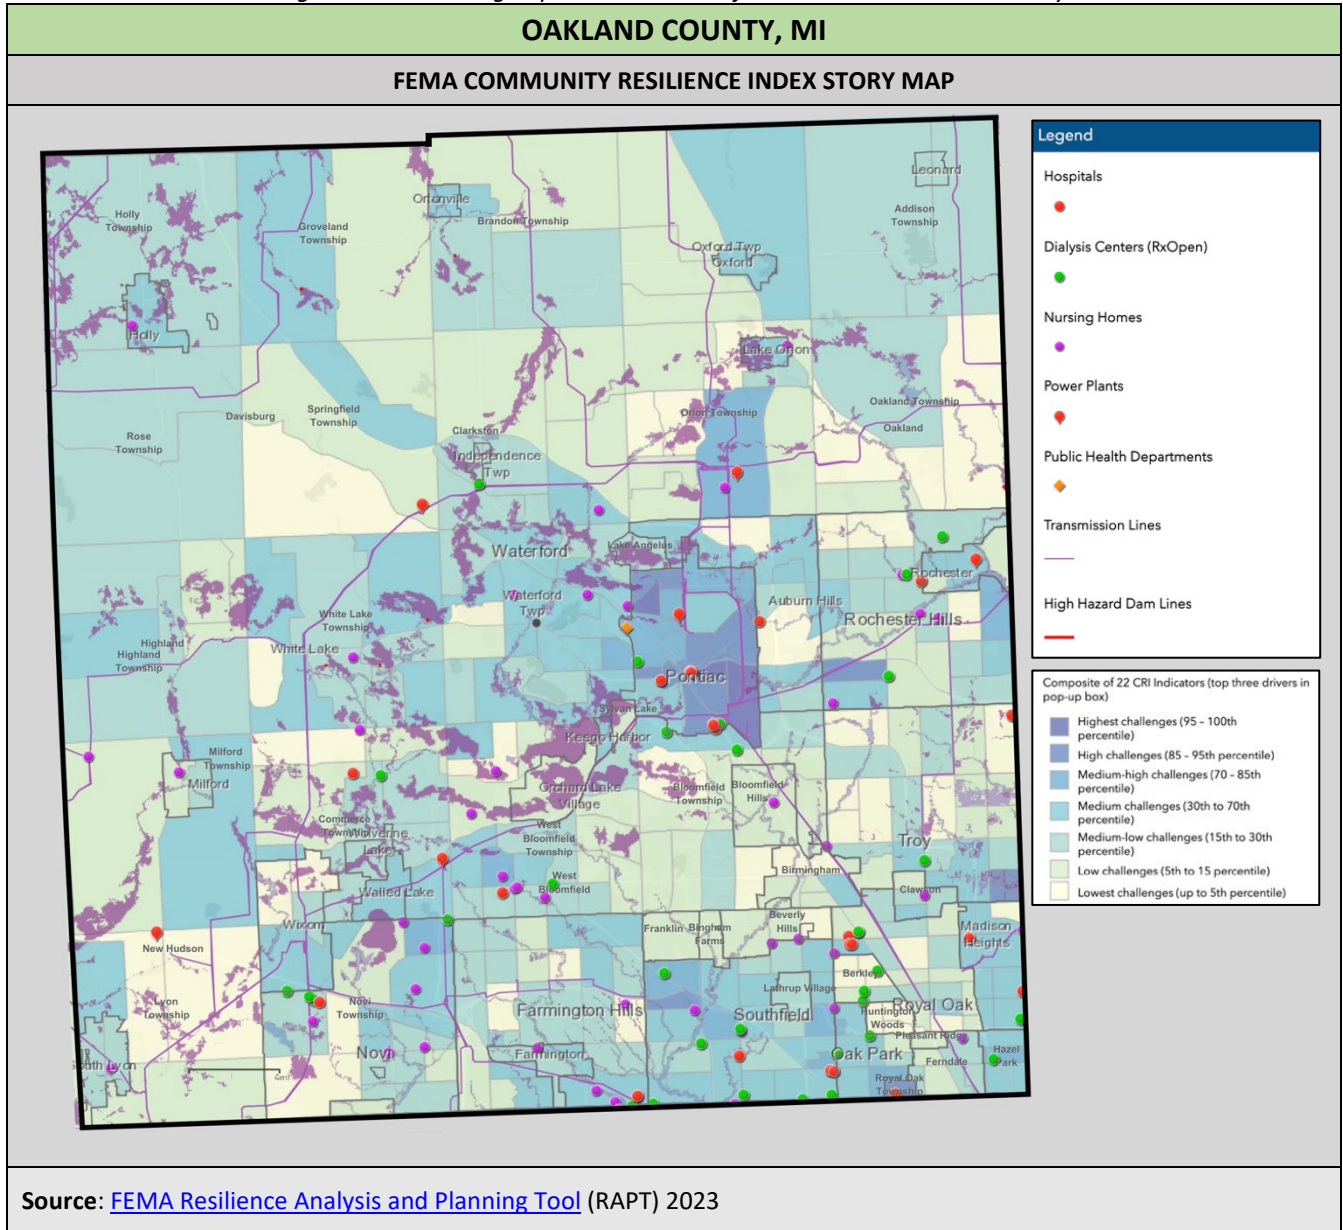 OAKLAND COUNTY, MI
FEMA COMMUNITY RESILIENCE INDEX STORY MAP
Legend
Hospitals
Dialysis Centers (RxOpen)
Nursing Homes
Power Plants
Public Health Departments
Transmission Lines
High Hazard Dam Lines
Composite of 22 CRI Indicators (top three drivers in
pop-up box)
Highest challenges (95 - 100th
percentile)
High challenges (85 - 95th percentile)
Medium-high challenges (70 - 85th
percentile)
Medium challenges (30th to 70th
percentile)
Medium-low challenges (15th to 30th
percentile)
Low challenges (5th to 15 percentile)
Lowest challenges (up to 5th percentile)
Leonard
Ortonville
Holly
Township
Groveland
Township
Brandon Township
Addison
Township
Oxford Twp
Oxford
Holly
Lake Orion
Oakland Township
Oakland
Orion Township
Davisburg
Springfield
Township
Clarkston
Rose
Township
Independence
Twp
Waterford
Lake Angelus
Rochester
Waterford
Twp
Auburn Hills
Rochester Hills
White Lake
Township
White Lake
Highland
Highland
Township
Pontiac
Sylvan Lake
Keego Harbor
Milford
Township
Milford
Orchard Lake
Village
Bloomfield
Township
Bloomfield
Hills
Commerce
Township
Wolverine
Lake
West
Bloomfield
Township
Troy
Birmingham
West
Bloomfield
Walled Lake
Clawson
Wixom
Franklin
Bingham
Farms
Beverly
Hills
Madison
Heights
New Hudson
Berkley
Lathrup Village
Lyon
Township
Novi
Township
Farmington Hills
Southfield
Royal Oak
Huntington
Woods
Pleasant Ridge
Novi
Farmington
Oak Park
Ferndale
Hazel
Park
South Lyon
Royal Oak
Township
Source: FEMA Resilience Analysis and Planning Tool (RAPT) 2023